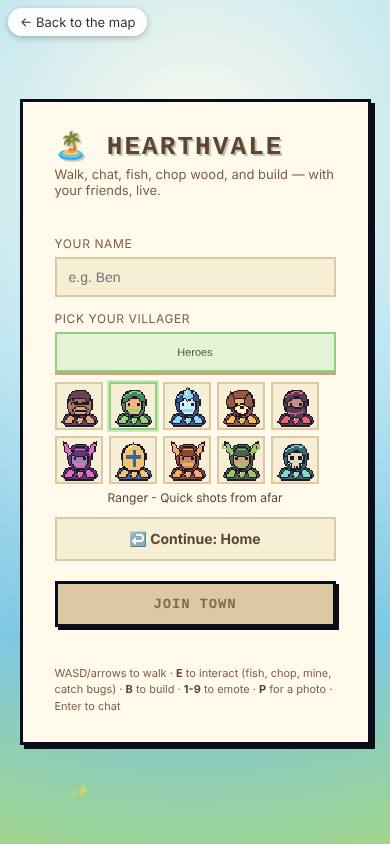 ← Back to the map
HEARTHVALE
Walk, chat, fish, chop wood, and build — with
your friends, live.
YOUR NAME
e.g. Ben
PICK YOUR VILLAGER
Heroes
Ranger - Quick shots from afar
↩️ Continue: Home
JOIN TOWN
WASD/arrows to walk · E to interact (fish, chop, mine,
catch bugs) · B to build · 1-9 to emote · P for a photo ·
Enter to chat